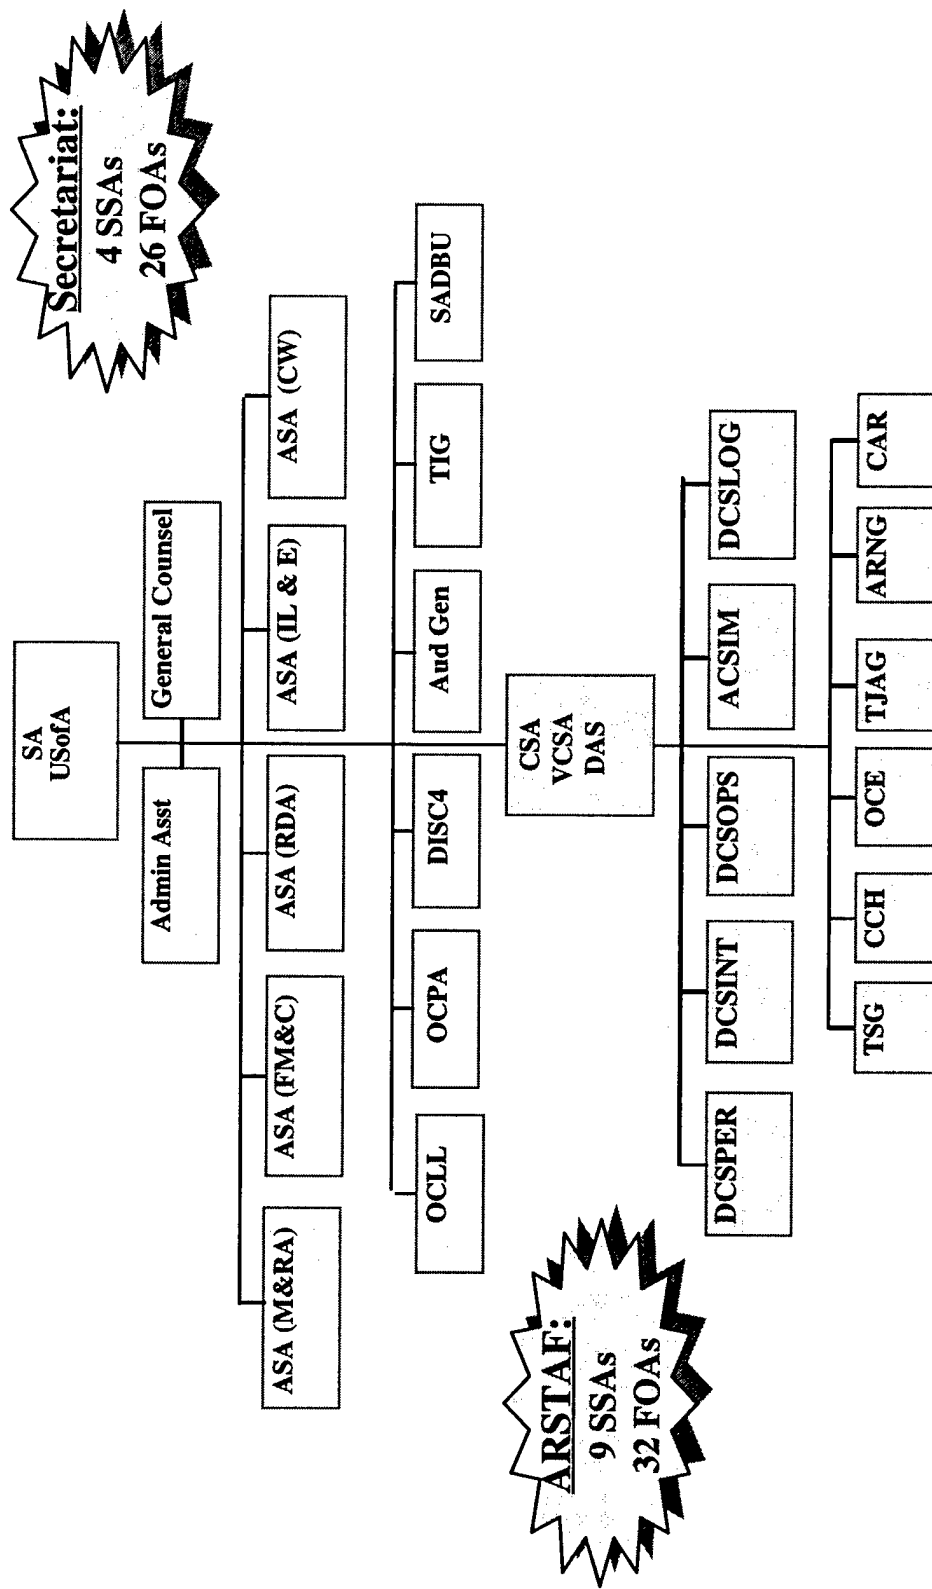 Secretariat:
4 SSAs
26 FOAs
SA
USofA
Admin Asst
General Counsel
ASA (M&RA)
ASA (FM&C)
ASA (RDA)
ASA (IL & E)
ASA (CW)
OCLL
OCPA
DISC4
Aud Gen
TIG
SADBU
ARSTAF:
9 SSAs
32 FOAs
CSA
VCSA
DAS
DCSPER
DCSINT
DCSOPS
ACSIM
DCSLOG
TSG
CCH
OCE
TJAG
ARNG
CAR